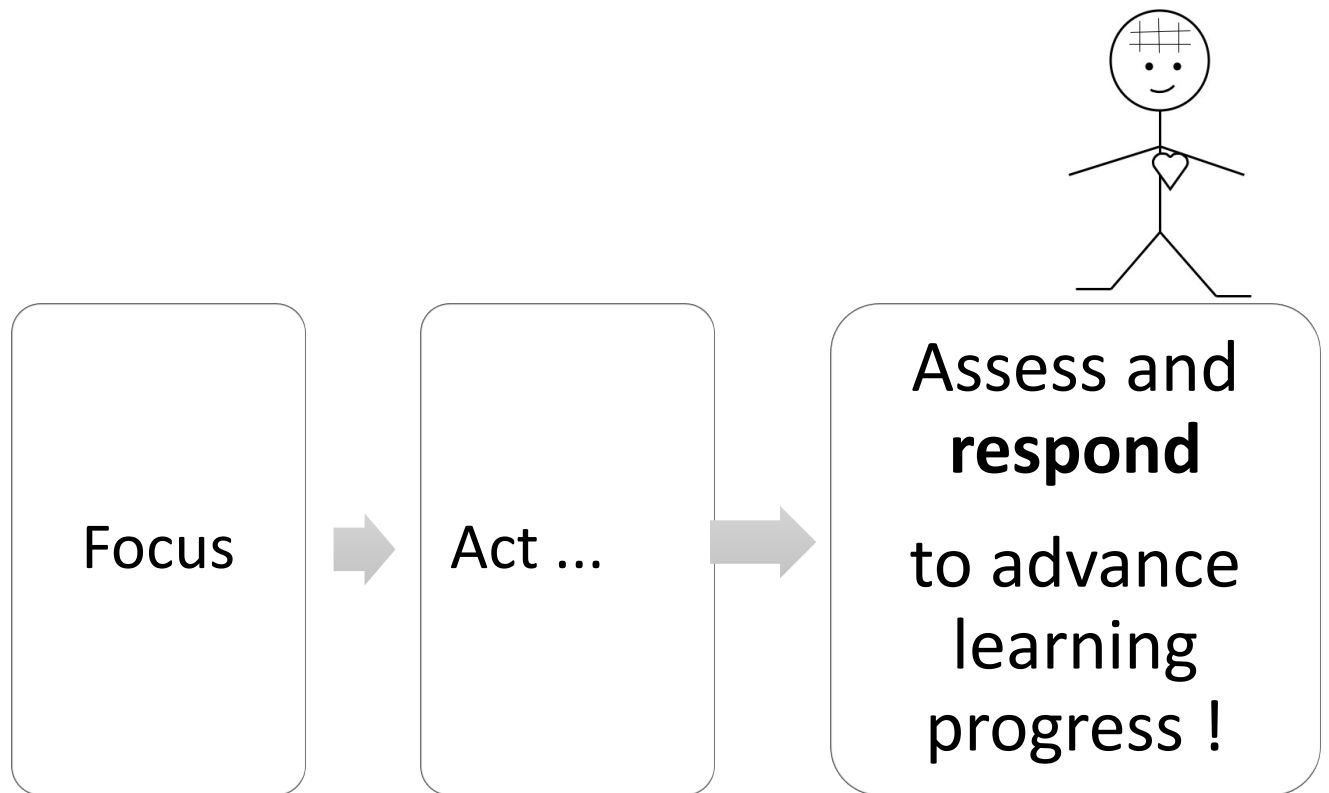 Focus
Act ...
Assess and
respond
to advance
learning
progress !